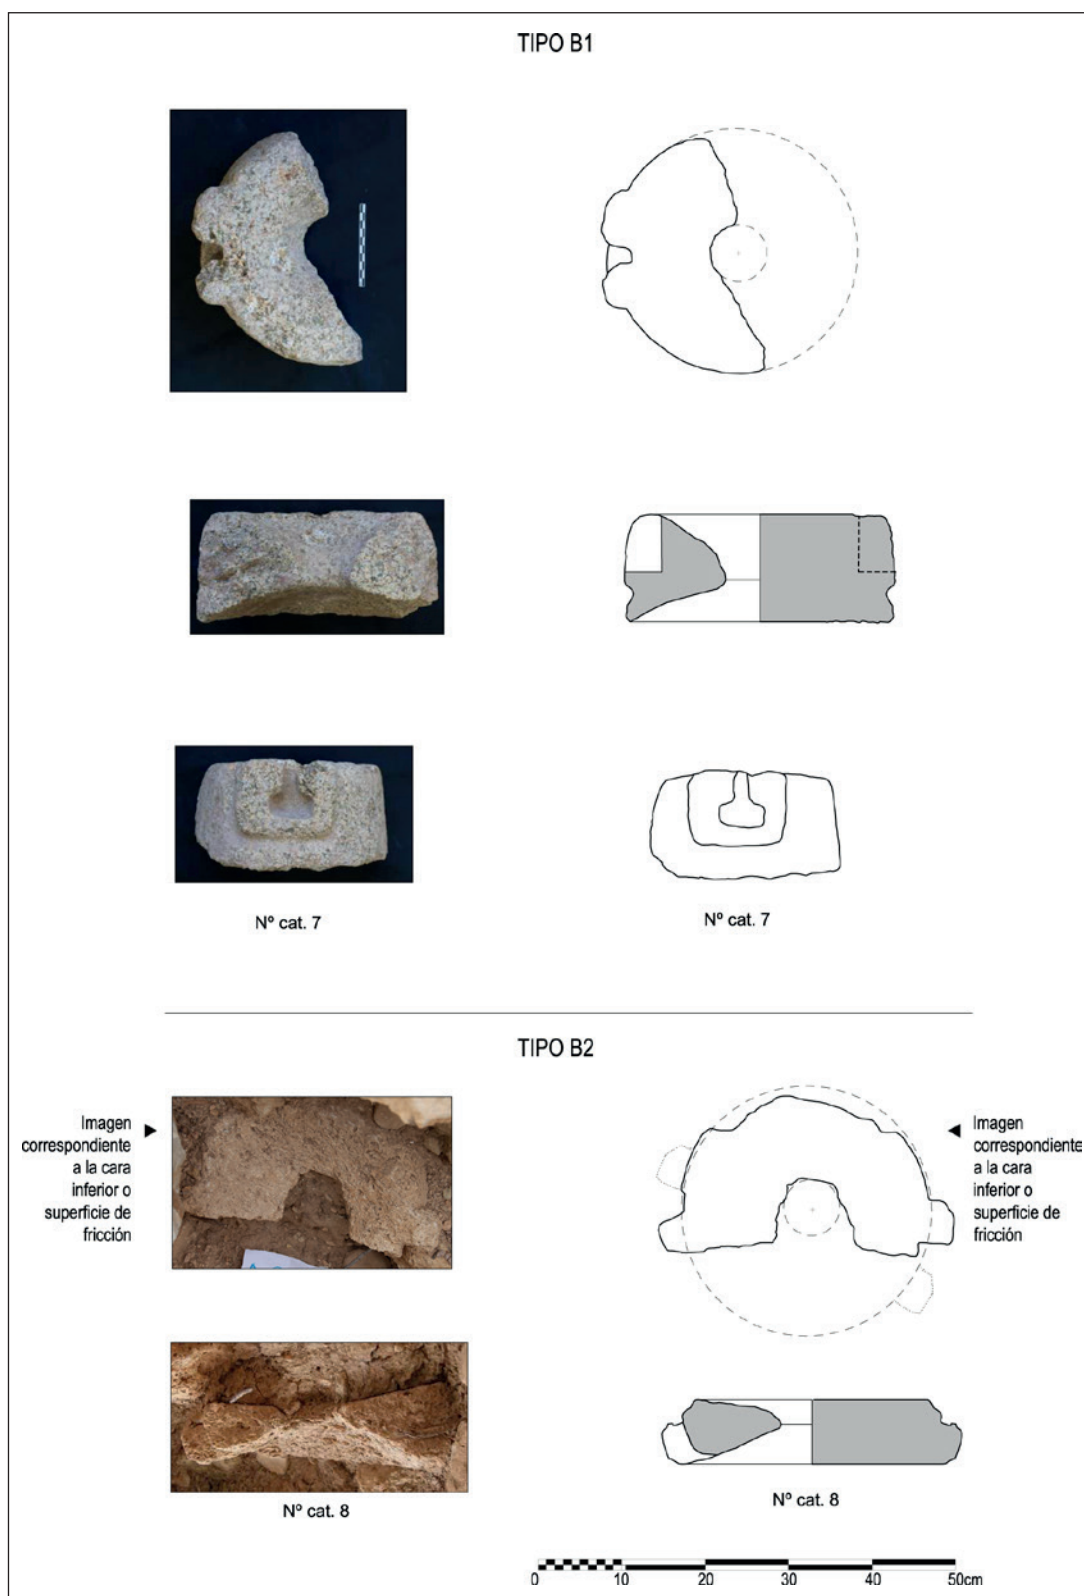 TIPO B1
Nº cat. 7
Nº cat. 7
TIPO B2
Imagen
correspondiente
a la cara
inferior o
superficie de
fricción
Imagen
correspondiente
a la cara
inferior o
superficie de
fricción
Nº cat. 8
Nº cat. 8
0 10 20 30 40 50cm